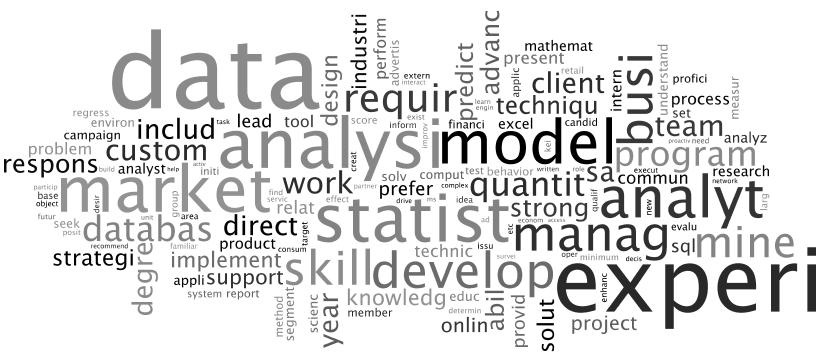 data
industri
perform
advertis
design
extern
interact
predict
advanc
mathemat
present
retail
applic
client
intern
busi
understand
profici
measur
requir
learn
engin
techniqu
process
set
regress
environ
campaign
includ
task
lead
tool
score
inform
exist
improv
financi
excel
candid
team
analyz
problem
custom
analysi
model
kei
proactiv
need
program
respons
build
analyst
help
activ
initi
creat
solv
comput
test
behavior
written
role
execut
research
network
particip
base
object
desir
market
group
find
servic
work
partner
prefer
drive
ms
complex
idea
quantit
sa
commun
analyt
larg
futur
seek
posit
unit
area
databas
relat
effect
direct
target
statist
ad
strong
econom
access
qualif
new
etc
manag
evalu
sql
mine
recommend
familiar
product
consum
strategi
degre
implement
technic
issu
survei
oper
minimum
decis
appli
support
skill
develop
enhanc
experi
system
report
method
segment
scienc
year
knowledg
member
educ
determin
onlin
abil
provid
solut
project